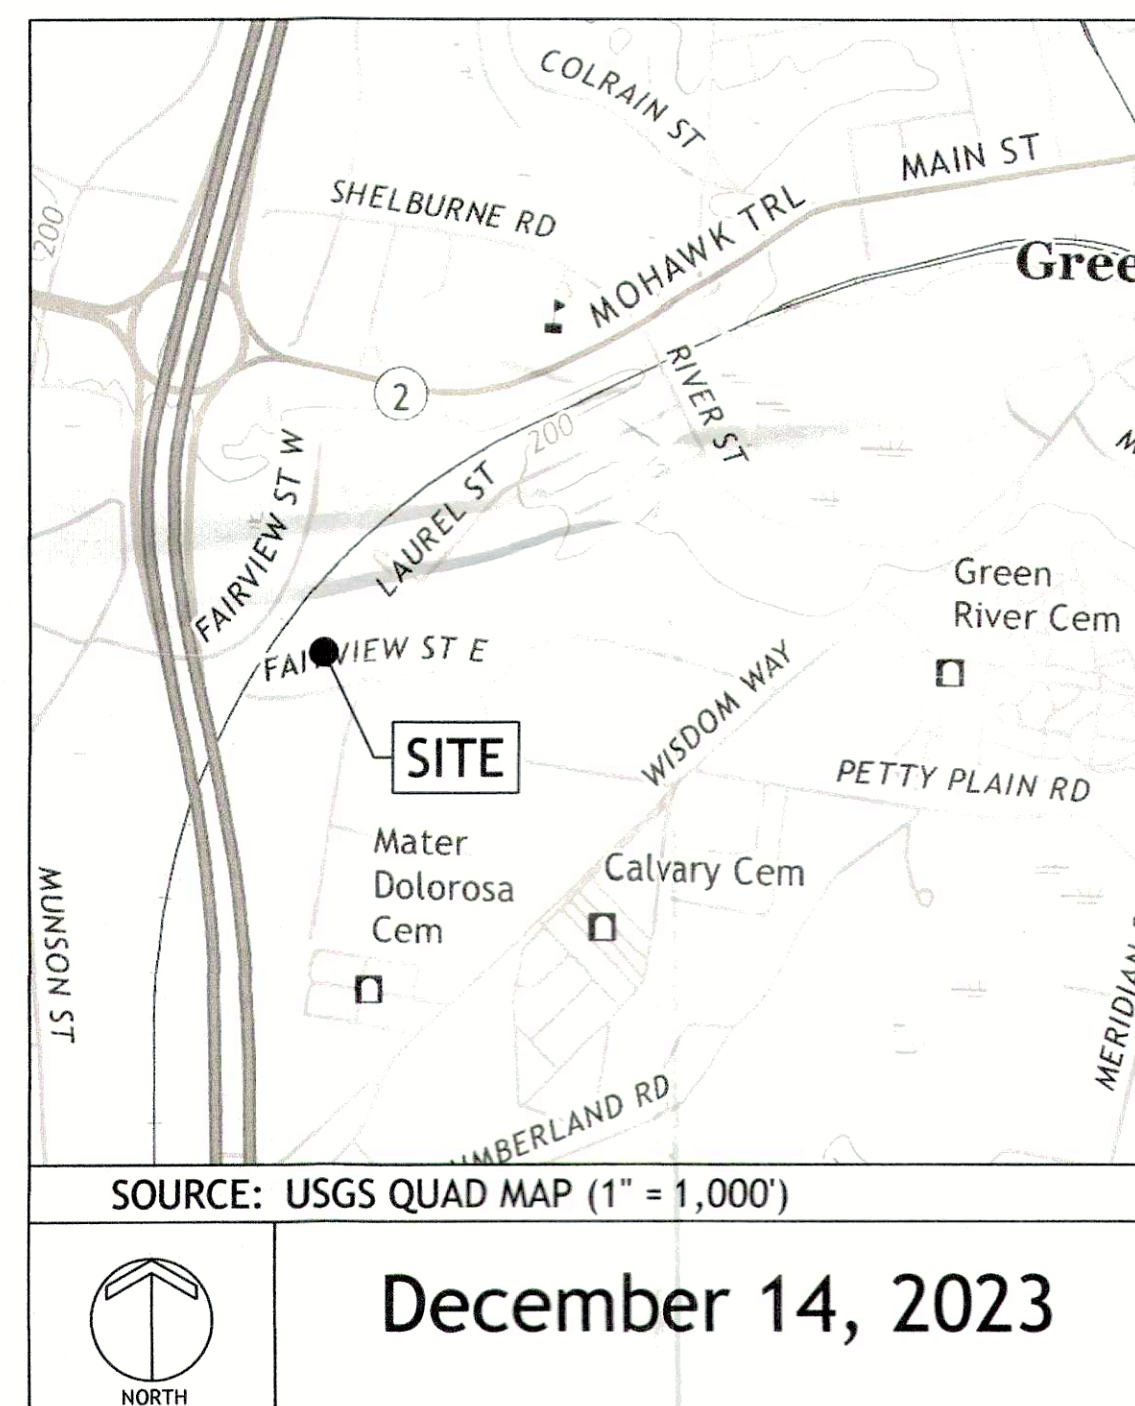 COLRAIN ST
MAIN ST
SHELBURNE RD
MOHAWK TRL
200
Gree
2
RIVER ST
200
FAIRVIEW ST W
LAUREL ST
Green
River Cem
FAIRVIEW ST E
WISDOM WAY
SITE
PETTY PLAIN RD
Mater
Dolorosa
Cem
Calvary Cem
MUNSON ST
MERIDIAN
UMBERLAND RD
SOURCE: USGS QUAD MAP (1" = 1,000')
December 14, 2023
NORTH